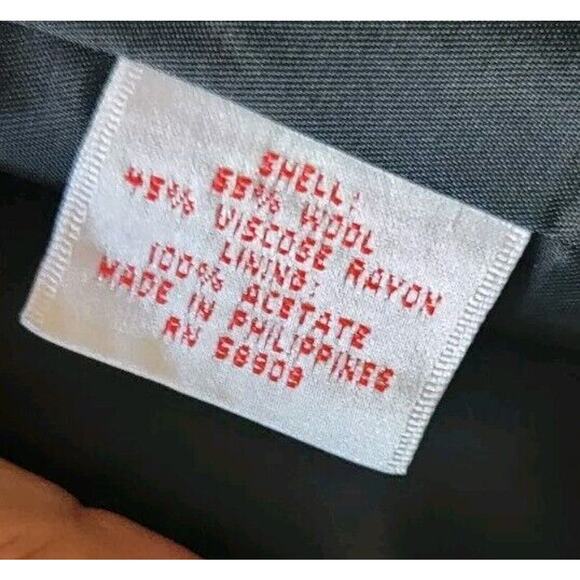 SHELL:
55% WOOL
45% VISCOSE RAYON
LINING:
100% ACETATE
MADE IN PHILIPPINES
RN 58909